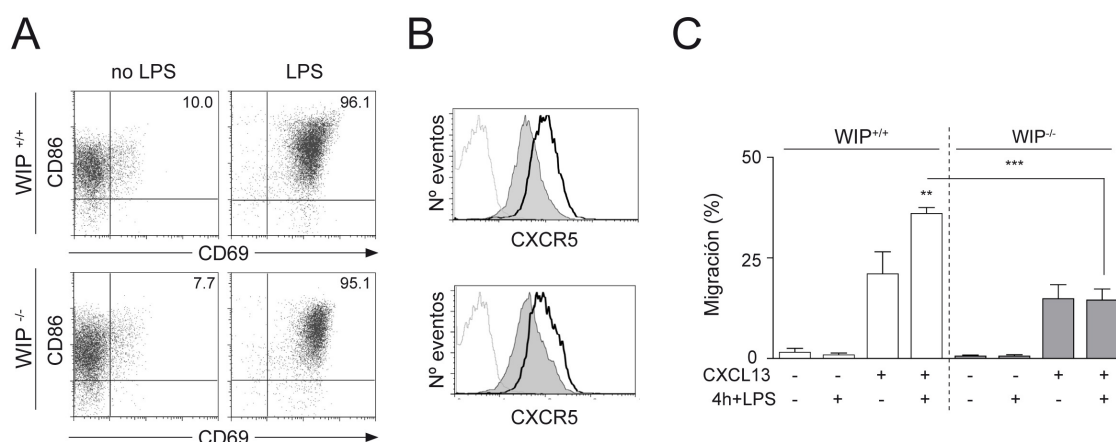 A
B
C
no LPS
LPS
WIP +/+
CD86
10.0
96.1
CD69
WIP -/-
CD86
7.7
95.1
CD69
Nº eventos
CXCR5
Nº eventos
CXCR5
WIP+/+
WIP-/-
Migración (%)
50
25
0
***
**
CXCL13 - - + + - - + +
4h+LPS - + - + - + - +